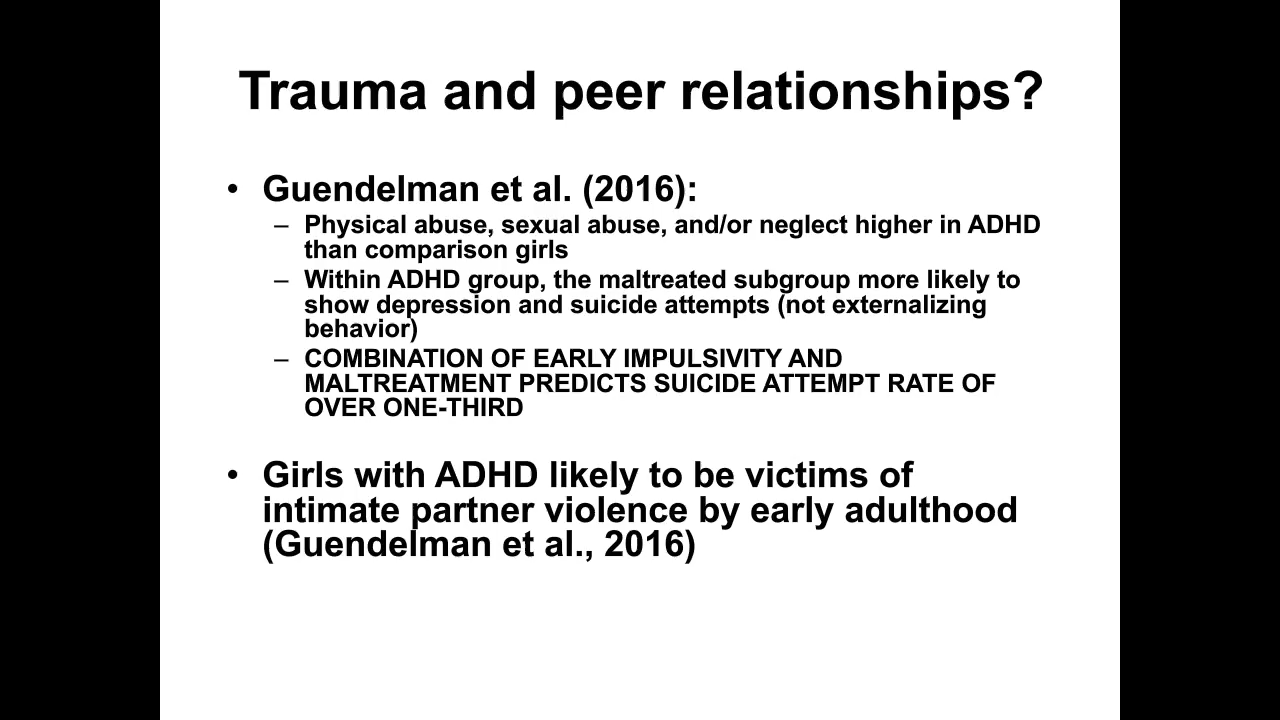 Trauma and peer relationships?
• Guendelman et al. (2016):
– Physical abuse, sexual abuse, and/or neglect higher in ADHD
than comparison girls
– Within ADHD group, the maltreated subgroup more likely to
show depression and suicide attempts (not externalizing
behavior)
– COMBINATION OF EARLY IMPULSIVITY AND
MALTREATMENT PREDICTS SUICIDE ATTEMPT RATE OF
OVER ONE-THIRD
• Girls with ADHD likely to be victims of
intimate partner violence by early adulthood
(Guendelman et al., 2016)